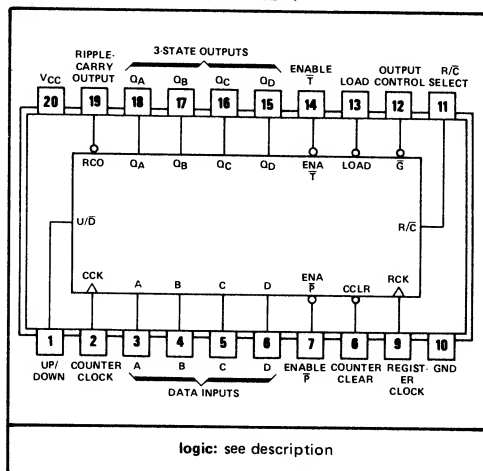 3-STATE OUTPUTS
RIPPLE-
CARRY
OUTPUT
ENABLE
T̅
LOAD
OUTPUT
CONTROL
R/C̅
SELECT
VCC
QA
QB
QC
QD
20
19
18
17
16
15
14
13
12
11
RCO
QA
QB
QC
QD
ENA
T̅
LOAD
G̅
U/D̅
R/C̅
CCK
A
B
C
D
ENA
P̅
CCLR
RCK
1
2
3
4
5
6
7
8
9
10
UP/
DOWN
COUNTER
CLOCK
A
B
C
D
DATA INPUTS
ENABLE
P̅
COUNTER
CLEAR
REGIST-
ER
CLOCK
GND
logic: see description